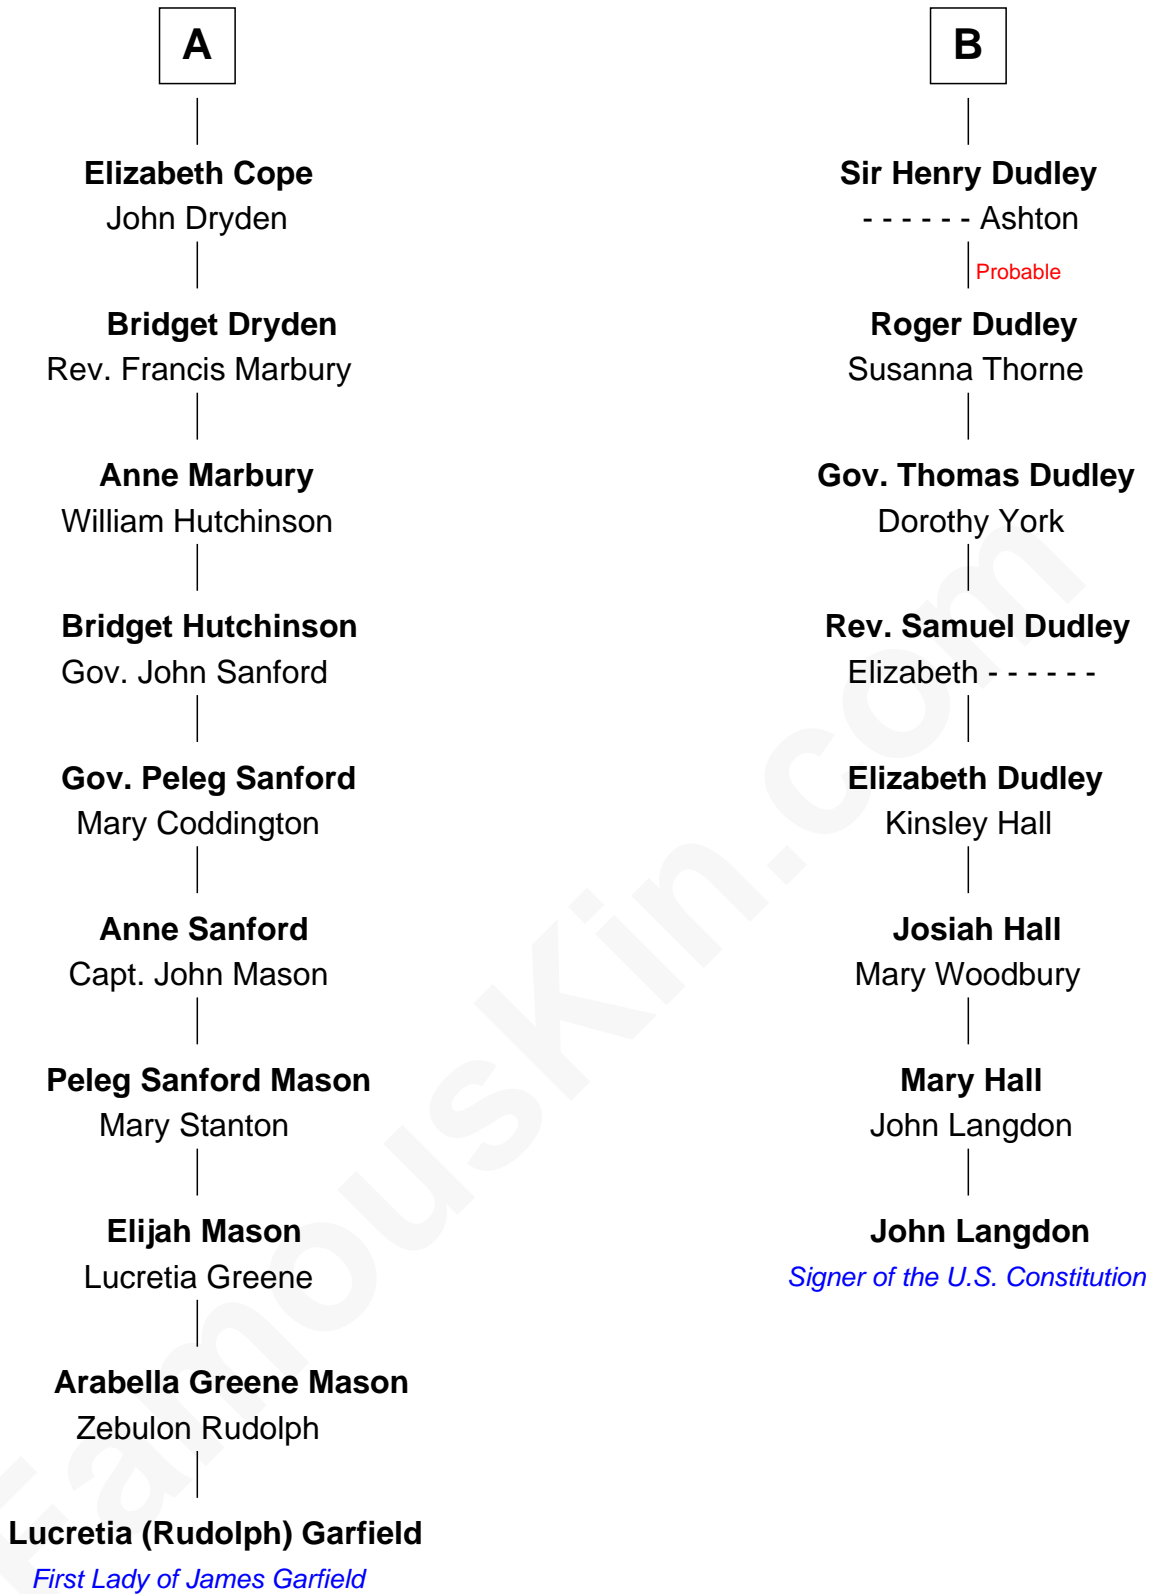 A
Elizabeth Cope
John Dryden
Bridget Dryden
Rev. Francis Marbury
Anne Marbury
William Hutchinson
Bridget Hutchinson
Gov. John Sanford
Gov. Peleg Sanford
Mary Coddington
Anne Sanford
Capt. John Mason
Peleg Sanford Mason
Mary Stanton
Elijah Mason
Lucretia Greene
Arabella Greene Mason
Zebulon Rudolph
Lucretia (Rudolph) Garfield
First Lady of James Garfield
B
Sir Henry Dudley
- - - - - - Ashton
Probable
Roger Dudley
Susanna Thorne
Gov. Thomas Dudley
Dorothy York
Rev. Samuel Dudley
Elizabeth - - - - - -
Elizabeth Dudley
Kinsley Hall
Josiah Hall
Mary Woodbury
Mary Hall
John Langdon
John Langdon
Signer of the U.S. Constitution
FamousKin.com